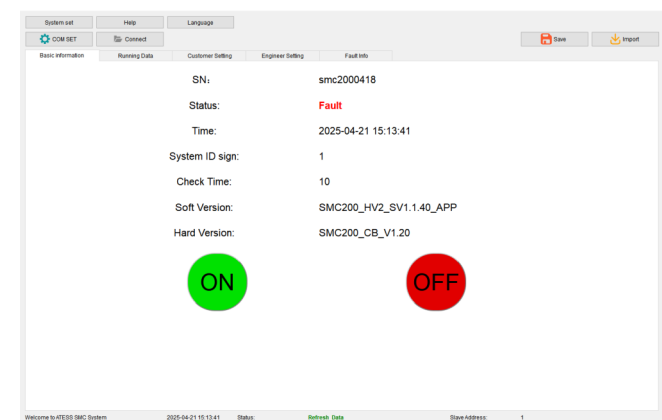 System set Help Language
COM SET Connect Save Import
Basic information Running Data Customer Setting Engineer Setting Fault Info
SN: smc2000418
Status: Fault
Time: 2025-04-21 15:13:41
System ID sign: 1
Check Time: 10
Soft Version: SMC200_HV2_SV1.1.40_APP
Hard Version: SMC200_CB_V1.20
ON OFF
Welcome to ATESS SMC System 2025-04-21 15:13:41 Status: Refresh Data Slave Address: 1